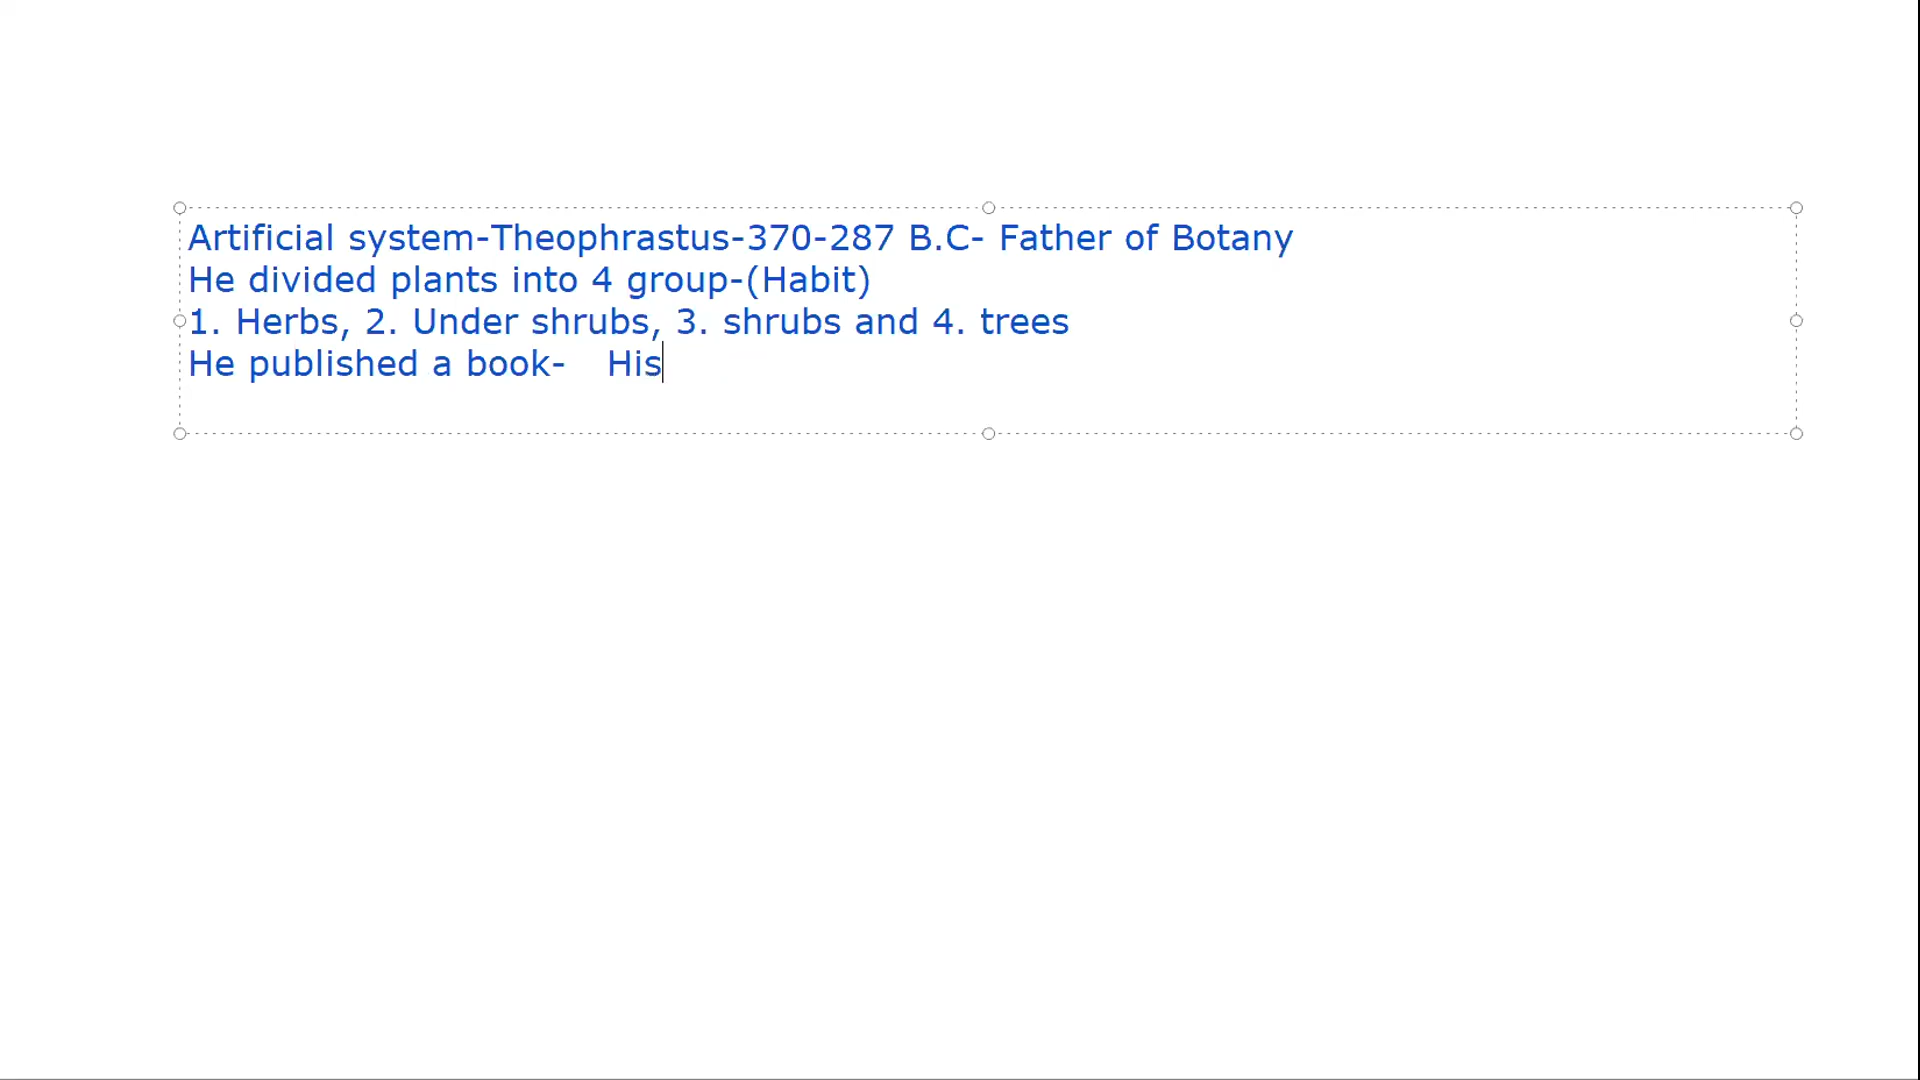 Artificial system-Theophrastus-370-287 B.C- Father of Botany
He divided plants into 4 group-(Habit)
1. Herbs, 2. Under shrubs, 3. shrubs and 4. trees
He published a book-   His